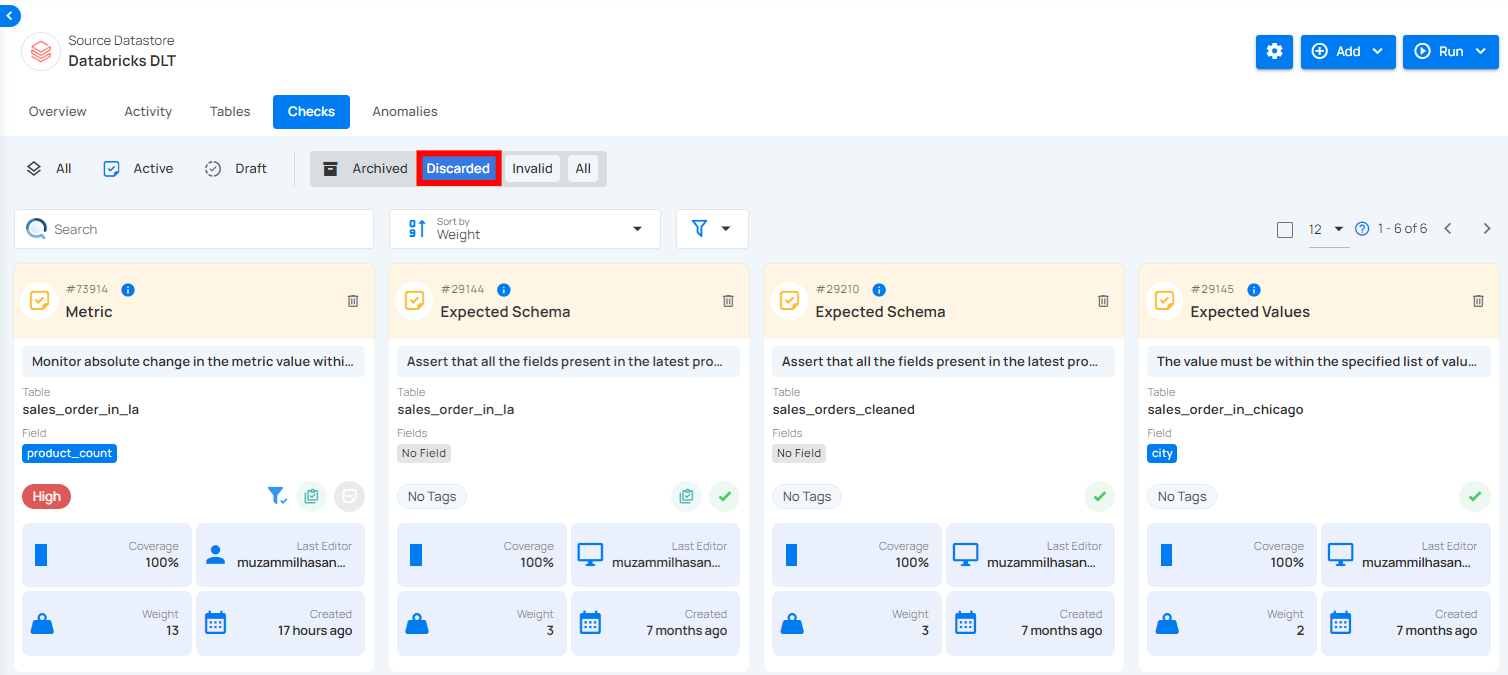 Source Datastore
Databricks DLT
Add
Run
Overview Activity Tables Checks Anomalies
All Active Draft Archived Discarded Invalid All
Search
Sort by
Weight
12 1 - 6 of 6
#73914
Metric
Monitor absolute change in the metric value withi...
Table
sales_order_in_la
Field
product_count
High
Coverage
100%
Last Editor
muzammilhasan...
Weight
13
Created
17 hours ago
#29144
Expected Schema
Assert that all the fields present in the latest pro...
Table
sales_order_in_la
Fields
No Field
No Tags
Coverage
100%
Last Editor
muzammilhasan...
Weight
3
Created
7 months ago
#29210
Expected Schema
Assert that all the fields present in the latest pro...
Table
sales_orders_cleaned
Fields
No Field
No Tags
Coverage
100%
Last Editor
muzammilhasan...
Weight
3
Created
7 months ago
#29145
Expected Values
The value must be within the specified list of valu...
Table
sales_order_in_chicago
Field
city
No Tags
Coverage
100%
Last Editor
muzammilhasan...
Weight
2
Created
7 months ago